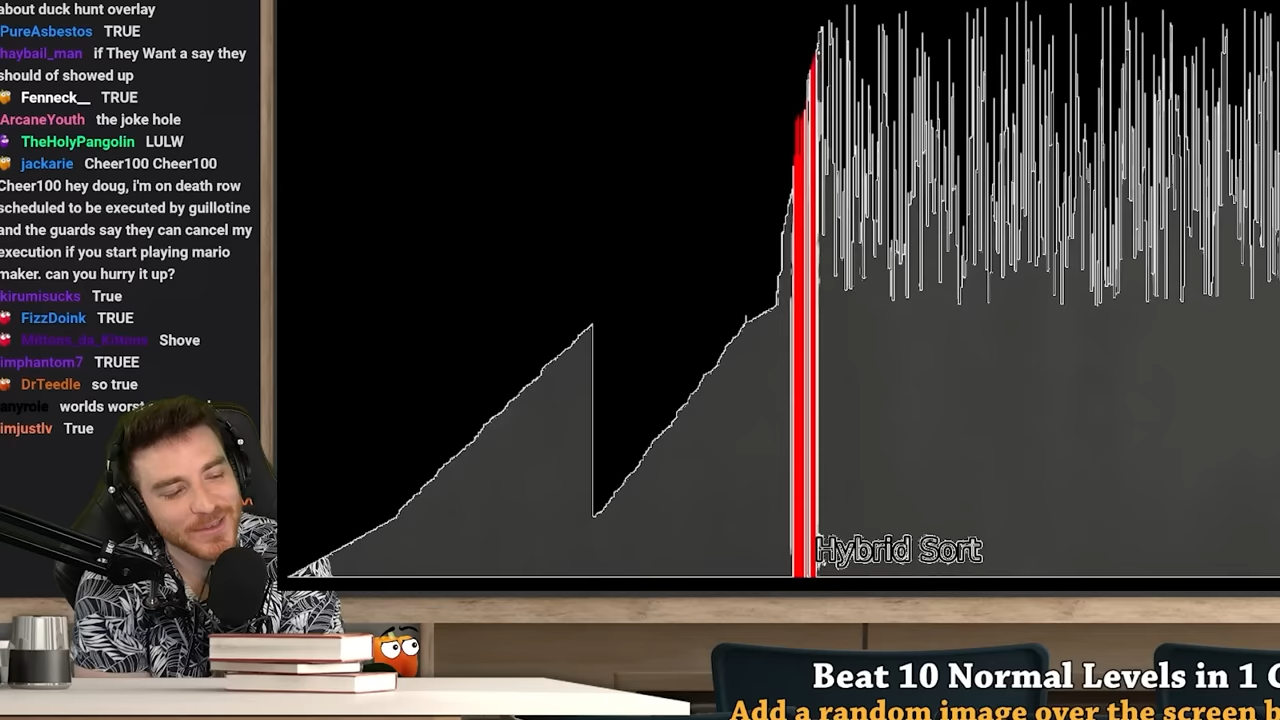 about duck hunt overlay
PureAsbestos TRUE
haybail_man if They Want a say they
should of showed up
Fenneck__ TRUE
ArcaneYouth the joke hole
TheHolyPangolin LULW
jackarie Cheer100 Cheer100
Cheer100 hey doug, i'm on death row
scheduled to be executed by guillotine
and the guards say they can cancel my
execution if you start playing mario
maker. can you hurry it up?
kirumisucks True
FizzDoink TRUE
Mittons_da_Kittons Shove
imphantom7 TRUEE
DrTeedle so true
anyroie worlds worst
imjustlv True
Hybrid Sort
Beat 10 Normal Levels in 1
Add a random image over the screen